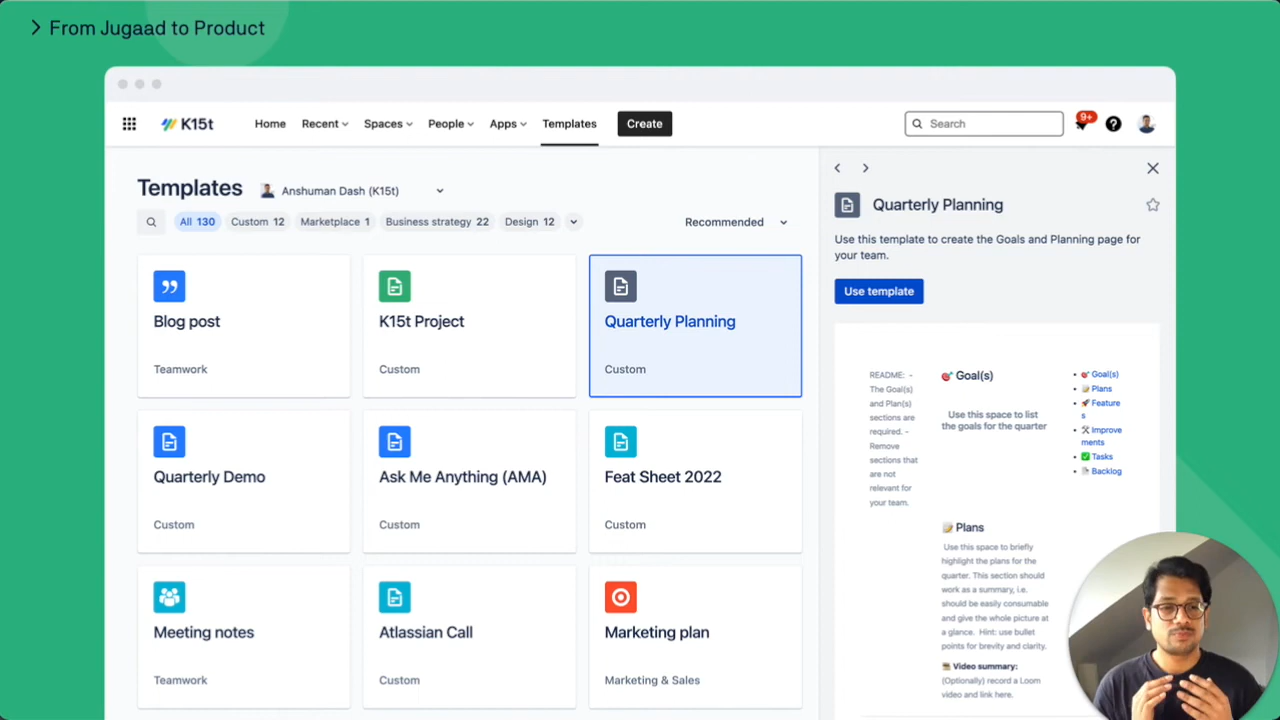 From Jugaad to Product
K15t
Home
Recent
Spaces
People
Apps
Templates
Create
Search
9+
?
Templates
Anshuman Dash (K15t)
All 130
Custom 12
Marketplace 1
Business strategy 22
Design 12
Recommended
Blog post
Teamwork
K15t Project
Custom
Quarterly Planning
Custom
Quarterly Demo
Custom
Ask Me Anything (AMA)
Custom
Feat Sheet 2022
Custom
Meeting notes
Teamwork
Atlassian Call
Custom
Marketing plan
Marketing & Sales
Quarterly Planning
Use this template to create the Goals and Planning page for
your team.
Use template
README: -
The Goal(s)
and Plan(s)
sections are
required. -
Remove
sections that
are not
relevant for
your team.
🎯 Goal(s)
Use this space to list
the goals for the quarter
📝 Plans
Use this space to briefly
highlight the plans for the
quarter. This section should
work as a summary, i.e.
should be easily consumable
and give the whole picture at
a glance. Hint: use bullet
points for brevity and clarity.
Video summary:
(Optionally) record a Loom
video and link here.
• 🎯 Goal(s)
• 📝 Plans
• 🚀 Feature
s
• 🛠 Improve
ments
• ✅ Tasks
• Backlog